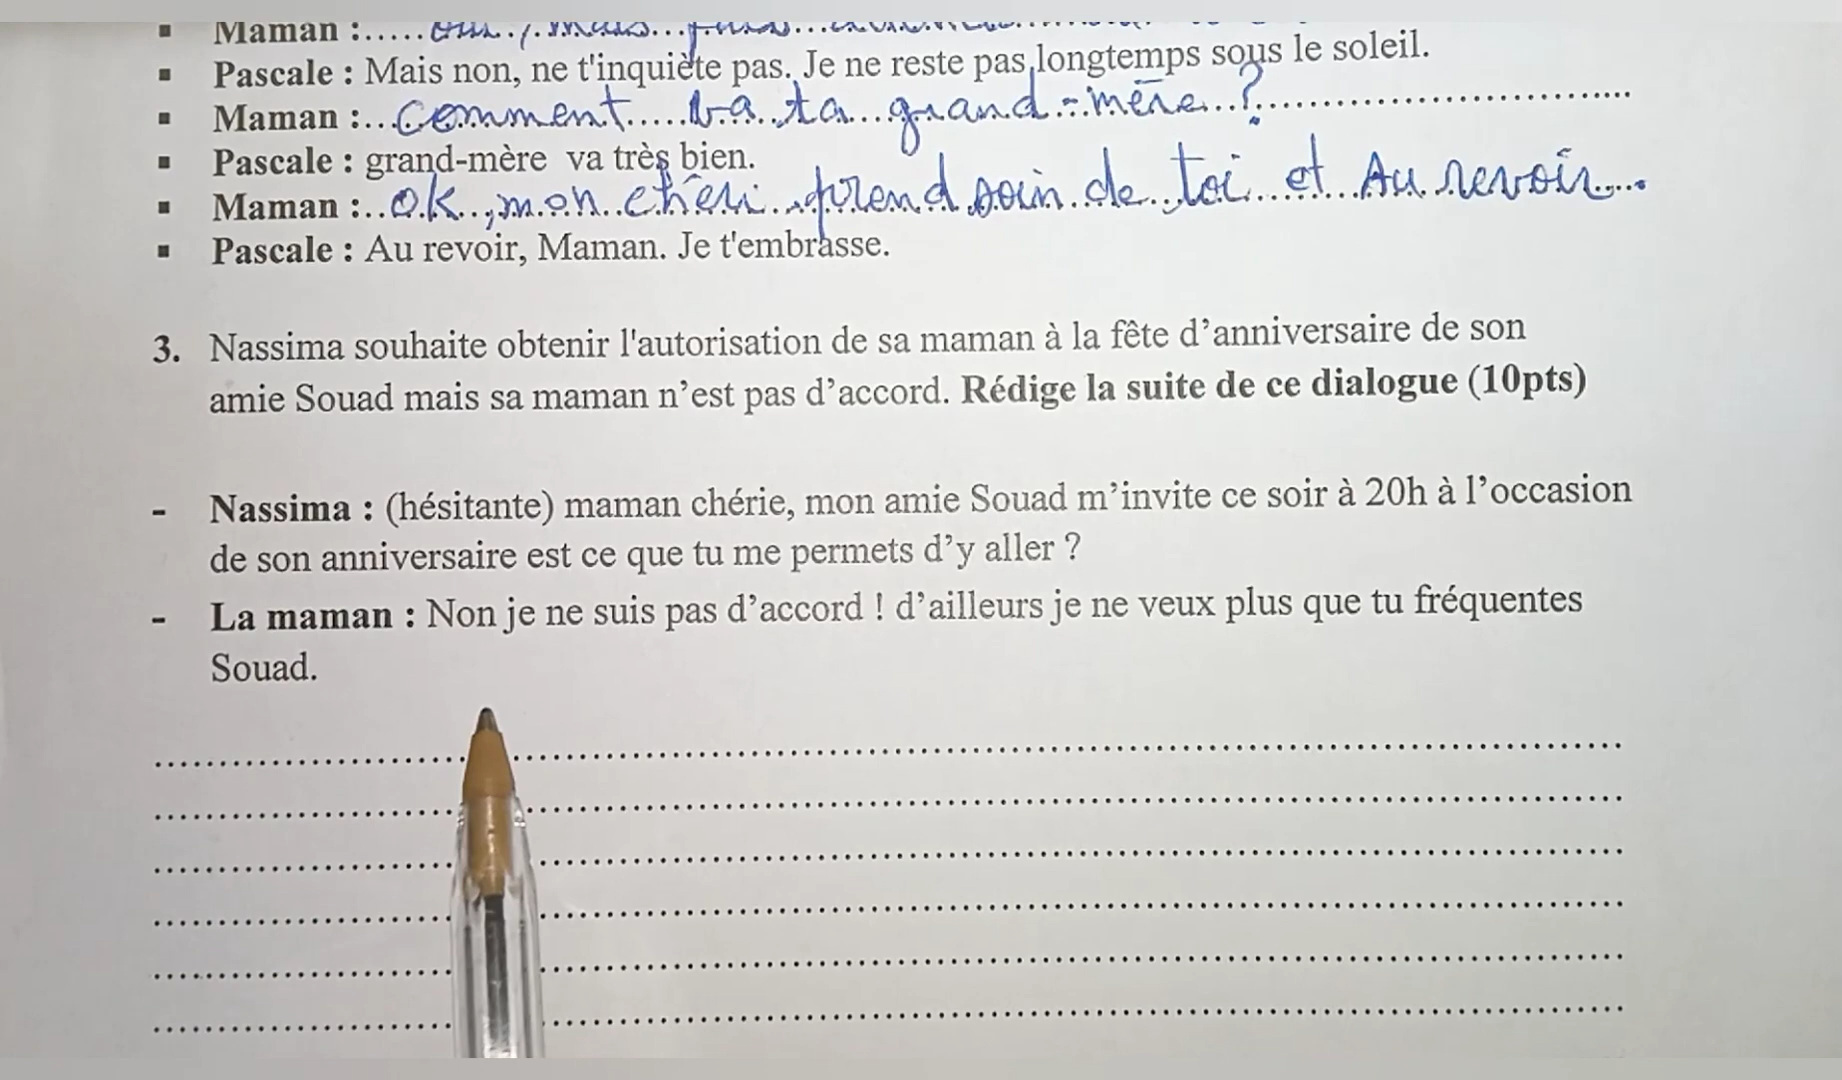 Maman :..... oui, mais fais
Pascale : Mais non, ne t'inquiète pas. Je ne reste pas longtemps sous le soleil.
Maman :...Comment va ta grand-mère ?
Pascale : grand-mère va très bien.
Maman :..OK, mon chéri prend soin de toi et Au revoir...
Pascale : Au revoir, Maman. Je t'embrasse.
3. Nassima souhaite obtenir l'autorisation de sa maman à la fête d’anniversaire de son
amie Souad mais sa maman n’est pas d’accord. Rédige la suite de ce dialogue (10pts)
- Nassima : (hésitante) maman chérie, mon amie Souad m’invite ce soir à 20h à l’occasion
de son anniversaire est ce que tu me permets d’y aller ?
- La maman : Non je ne suis pas d’accord ! d’ailleurs je ne veux plus que tu fréquentes
Souad.